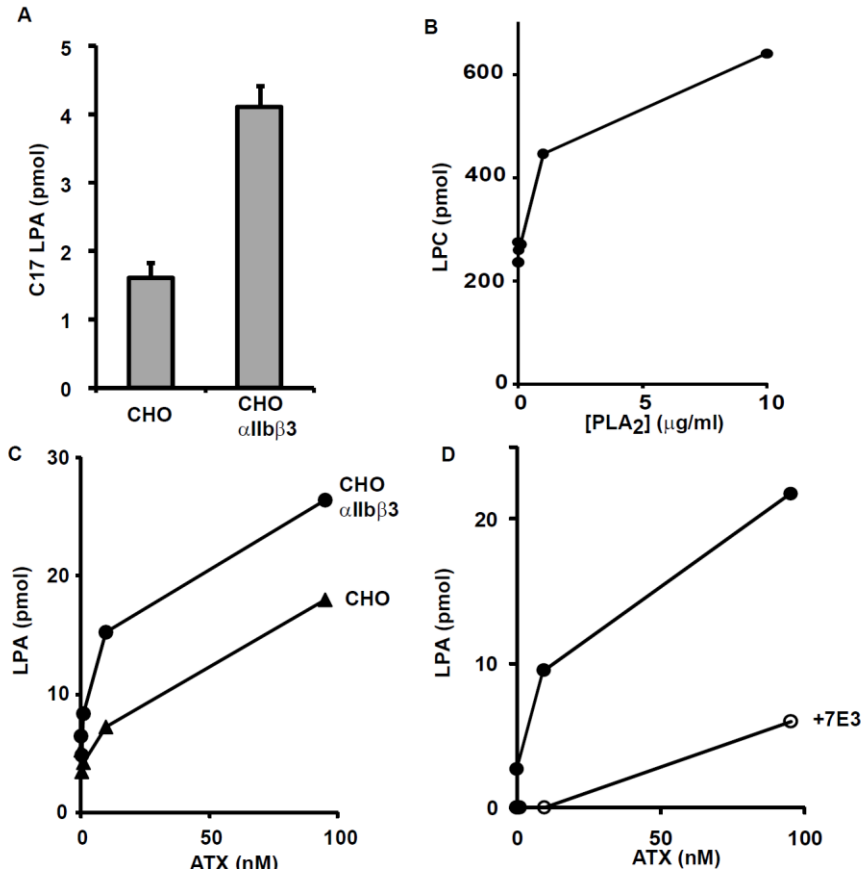 A
5
4
3
2
1
0
C17 LPA (pmol)
CHO
CHO
αIIbβ3
B
600
400
200
0
LPC (pmol)
0
5
10
[PLA2] (μg/ml)
C
30
20
10
0
LPA (pmol)
CHO
αIIbβ3
CHO
0
50
100
ATX (nM)
D
20
10
0
LPA (pmol)
+7E3
0
50
100
ATX (nM)